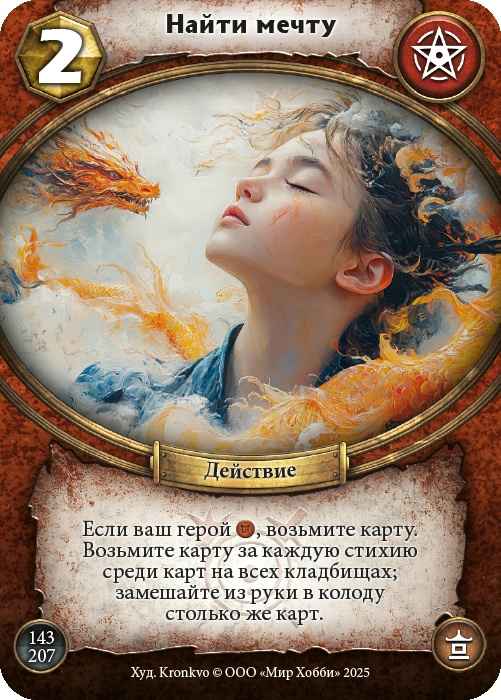 Найти мечту
2
Действие
Если ваш герой , возьмите карту.
Возьмите карту за каждую стихию
среди карт на всех кладбищах;
замешайте из руки в колоду
столько же карт.
143
207
Худ. Kronkvo © ООО «Мир Хобби» 2025